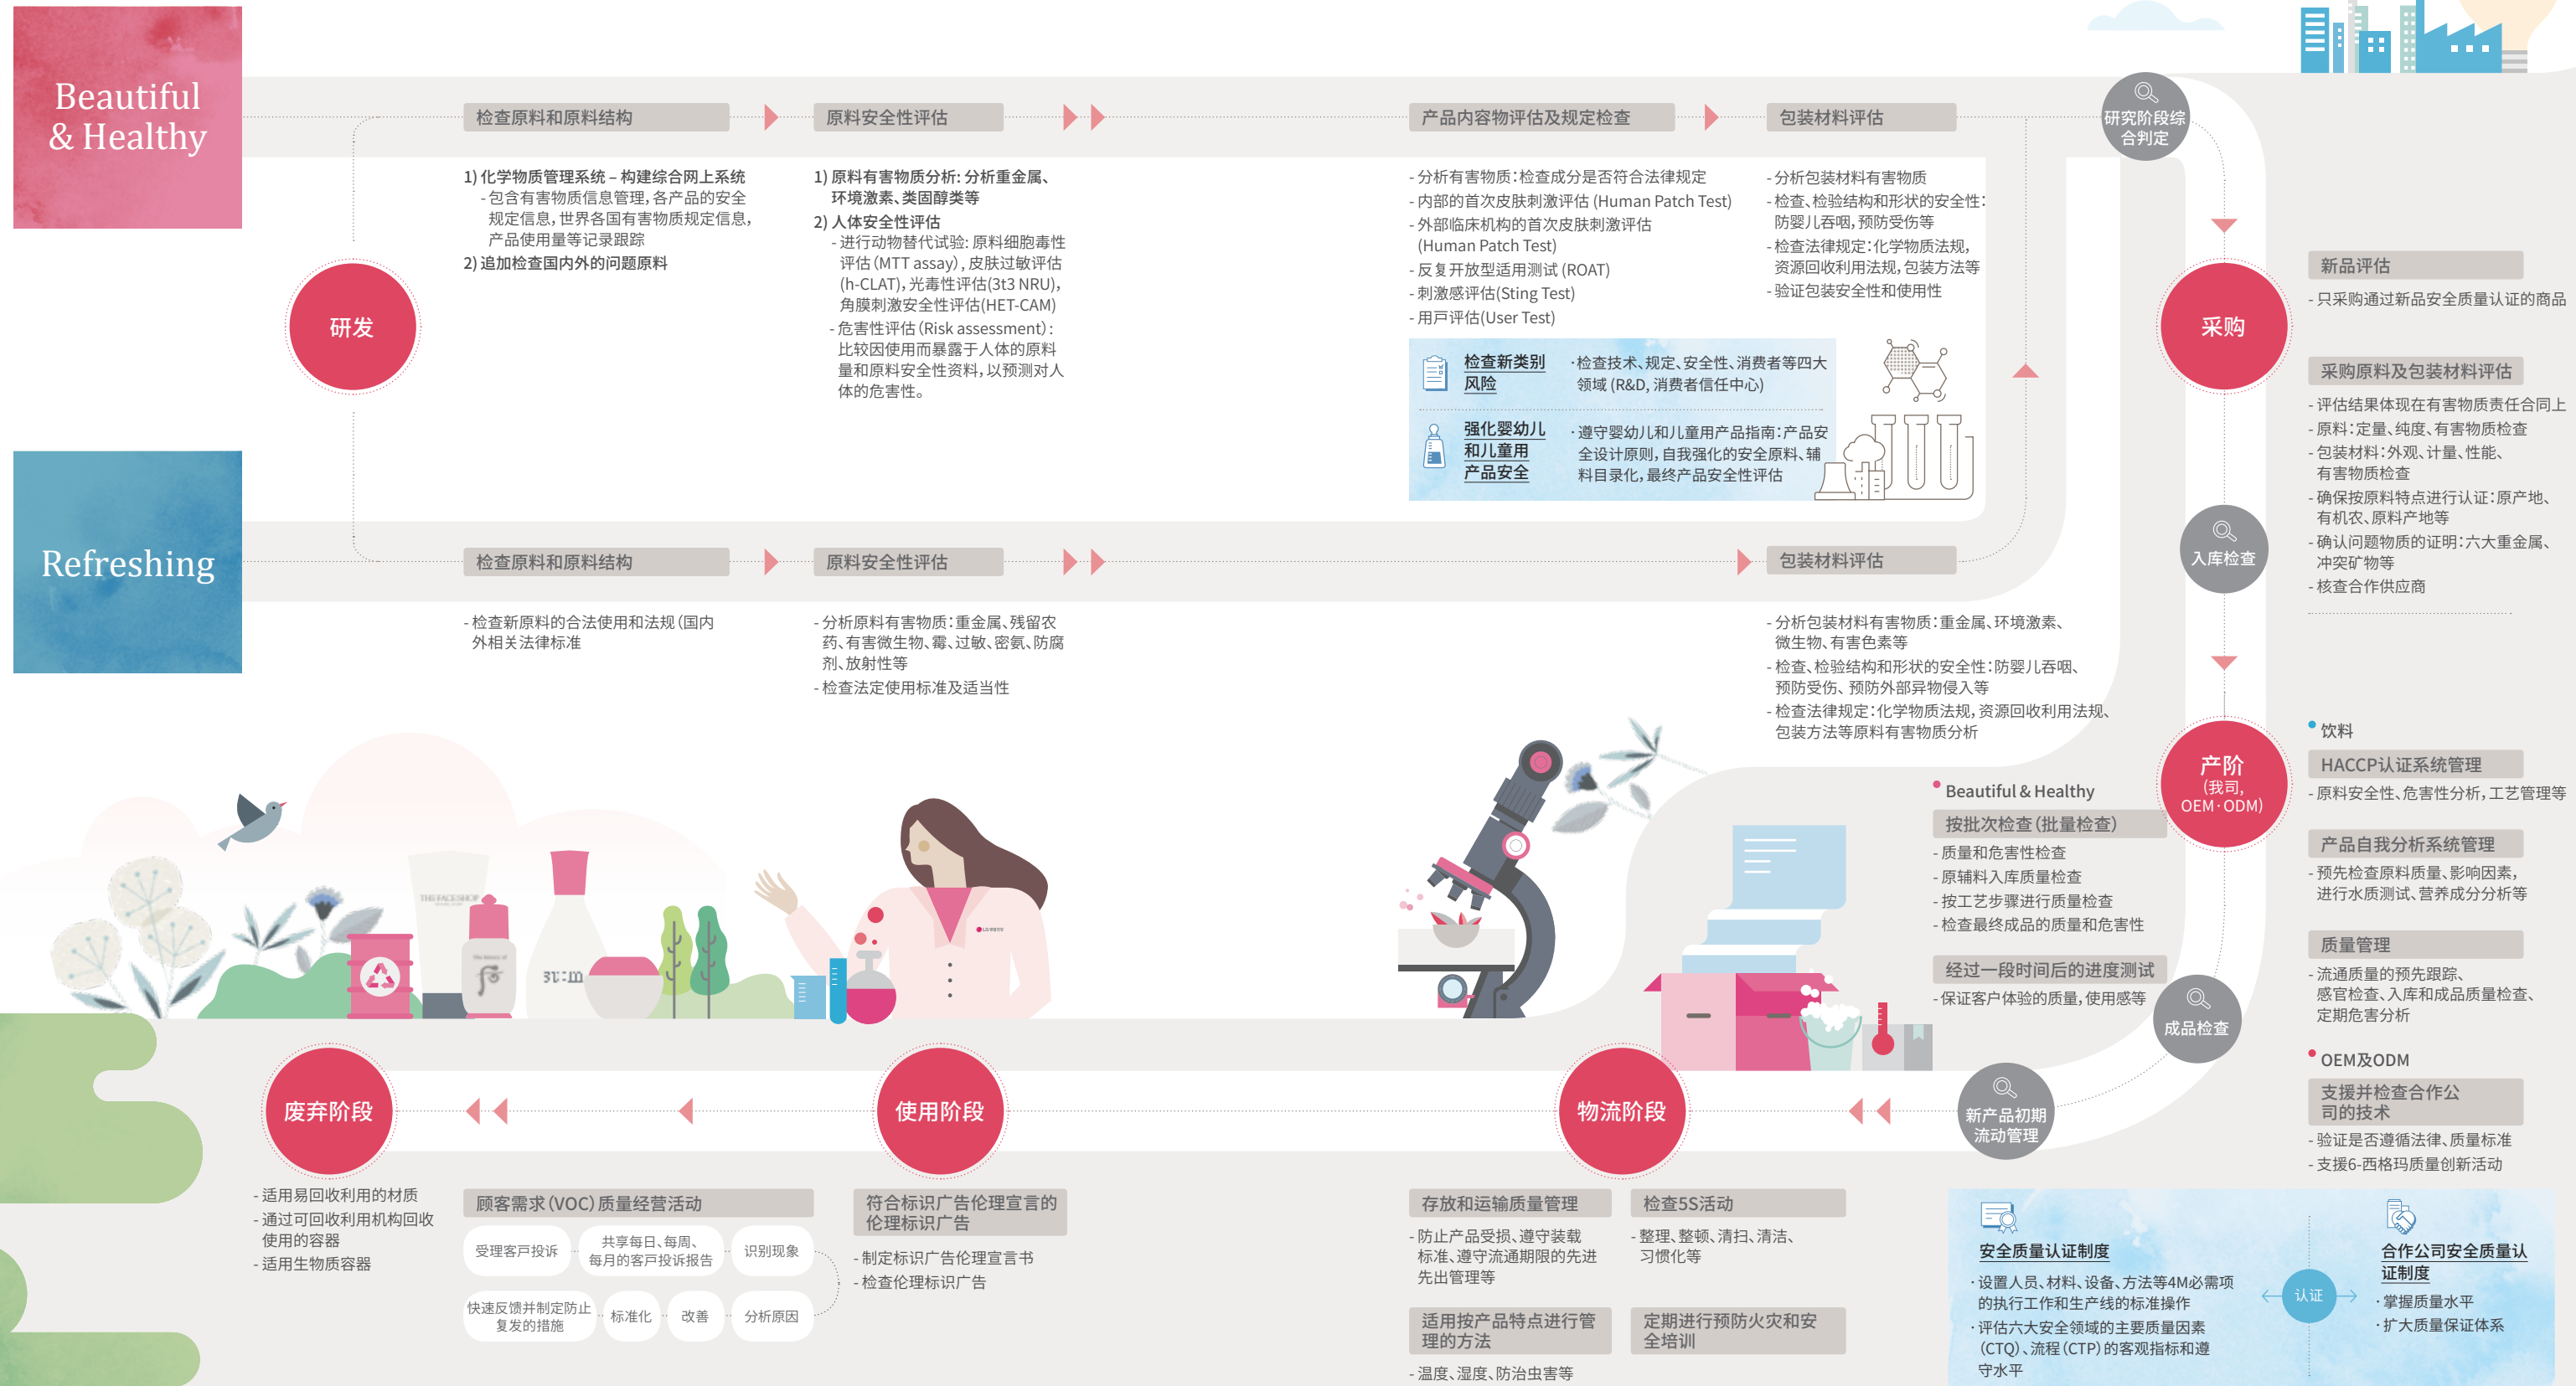 Beautiful
& Healthy
检查原料和原料结构
原料安全性评估
产品内容物评估及规定检查
包装材料评估
研究阶段综
合判定
1) 化学物质管理系统 – 构建综合网上系统
- 包含有害物质信息管理, 各产品的安全
规定信息, 世界各国有害物质规定信息,
产品使用量等记录跟踪
2) 追加检查国内外的问题原料
1) 原料有害物质分析: 分析重金属、
环境激素、类固醇类等
2) 人体安全性评估
- 进行动物替代试验: 原料细胞毒性
评估 (MTT assay) , 皮肤过敏评估
(h-CLAT), 光毒性评估(3t3 NRU),
角膜刺激安全性评估(HET-CAM)
- 危害性评估 (Risk assessment) :
比较因使用而暴露于人体的原料
量和原料安全性资料, 以预测对人
体的危害性。
- 分析有害物质: 检查成分是否符合法律规定
- 内部的首次皮肤刺激评估 (Human Patch Test)
- 外部临床机构的首次皮肤刺激评估
(Human Patch Test)
- 反复开放型适用测试 (ROAT)
- 刺激感评估(Sting Test)
- 用戸评估(User Test)
- 分析包装材料有害物质
- 检查、检验结构和形状的安全性:
防婴儿吞咽, 预防受伤等
- 检查法律规定: 化学物质法规,
资源回收利用法规, 包装方法等
- 验证包装安全性和使用性
检查新类别
风险
· 检查技术、规定、安全性、消费者等四大
领域 (R&D, 消费者信任中心)
强化婴幼儿
和儿童用
产品安全
· 遵守婴幼儿和儿童用产品指南: 产品安
全设计原则, 自我强化的安全原料、辅
料目录化, 最终产品安全性评估
研发
采购
新品评估
- 只采购通过新品安全质量认证的商品
采购原料及包装材料评估
- 评估结果体现在有害物质责任合同上
- 原料: 定量、纯度、有害物质检查
- 包装材料: 外观、计量、性能、
有害物质检查
- 确保按原料特点进行认证: 原产地、
有机农、原料产地等
- 确认问题物质的证明: 六大重金属、
冲突矿物等
- 核查合作供应商
入库检查
Refreshing
检查原料和原料结构
原料安全性评估
包装材料评估
- 检查新原料的合法使用和法规 (国内
外相关法律标准
- 分析原料有害物质: 重金属、残留农
药、有害微生物、霉、过敏、密氨、防腐
剂、放射性等
- 检查法定使用标准及适当性
- 分析包装材料有害物质: 重金属、环境激素、
微生物、有害色素等
- 检查、检验结构和形状的安全性: 防婴儿吞咽、
预防受伤、预防外部异物侵入等
- 检查法律规定: 化学物质法规, 资源回收利用法规、
包装方法等原料有害物质分析
产阶
(我司,
OEM · ODM)
Beautiful & Healthy
按批次检查 (批量检查)
- 质量和危害性检查
- 原辅料入库质量检查
- 按工艺步骤进行质量检查
- 检查最终成品的质量和危害性
经过一段时间后的进度测试
- 保证客户体验的质量, 使用感等
饮料
HACCP认证系统管理
- 原料安全性、危害性分析, 工艺管理等
产品自我分析系统管理
- 预先检查原料质量、影响因素,
进行水质测试、营养成分分析等
质量管理
- 流通质量的预先跟踪、
感官检查、入库和成品质量检查、
定期危害分析
OEM及ODM
支援并检查合作公
司的技术
- 验证是否遵循法律、质量标准
- 支援6-西格玛质量创新活动
成品检查
新产品初期
流动管理
THE FACE SHOP
The history of
su:m
废弃阶段
使用阶段
物流阶段
- 适用易回收利用的材质
- 通过可回收利用机构回收
使用的容器
- 适用生物质容器
顾客需求 (VOC) 质量经营活动
受理客戸投诉
共享每日、每周、
每月的客戸投诉报告
识别现象
快速反馈并制定防止
复发的措施
标准化
改善
分析原因
符合标识广告伦理宣言的
伦理标识广告
- 制定标识广告伦理宣言书
- 检查伦理标识广告
存放和运输质量管理
- 防止产品受损、遵守装载
标准、遵守流通期限的先进
先出管理等
检查5S活动
- 整理、整顿、清扫、清洁、
习惯化等
适用按产品特点进行管
理的方法
- 温度、湿度、防治虫害等
定期进行预防火灾和安
全培训
安全质量认证制度
· 设置人员、材料、设备、方法等4M必需项
的执行工作和生产线的标准操作
· 评估六大安全领域的主要质量因素
(CTQ) 、流程 (CTP) 的客观指标和遵
守水平
认证
合作公司安全质量认
证制度
· 掌握质量水平
· 扩大质量保证体系